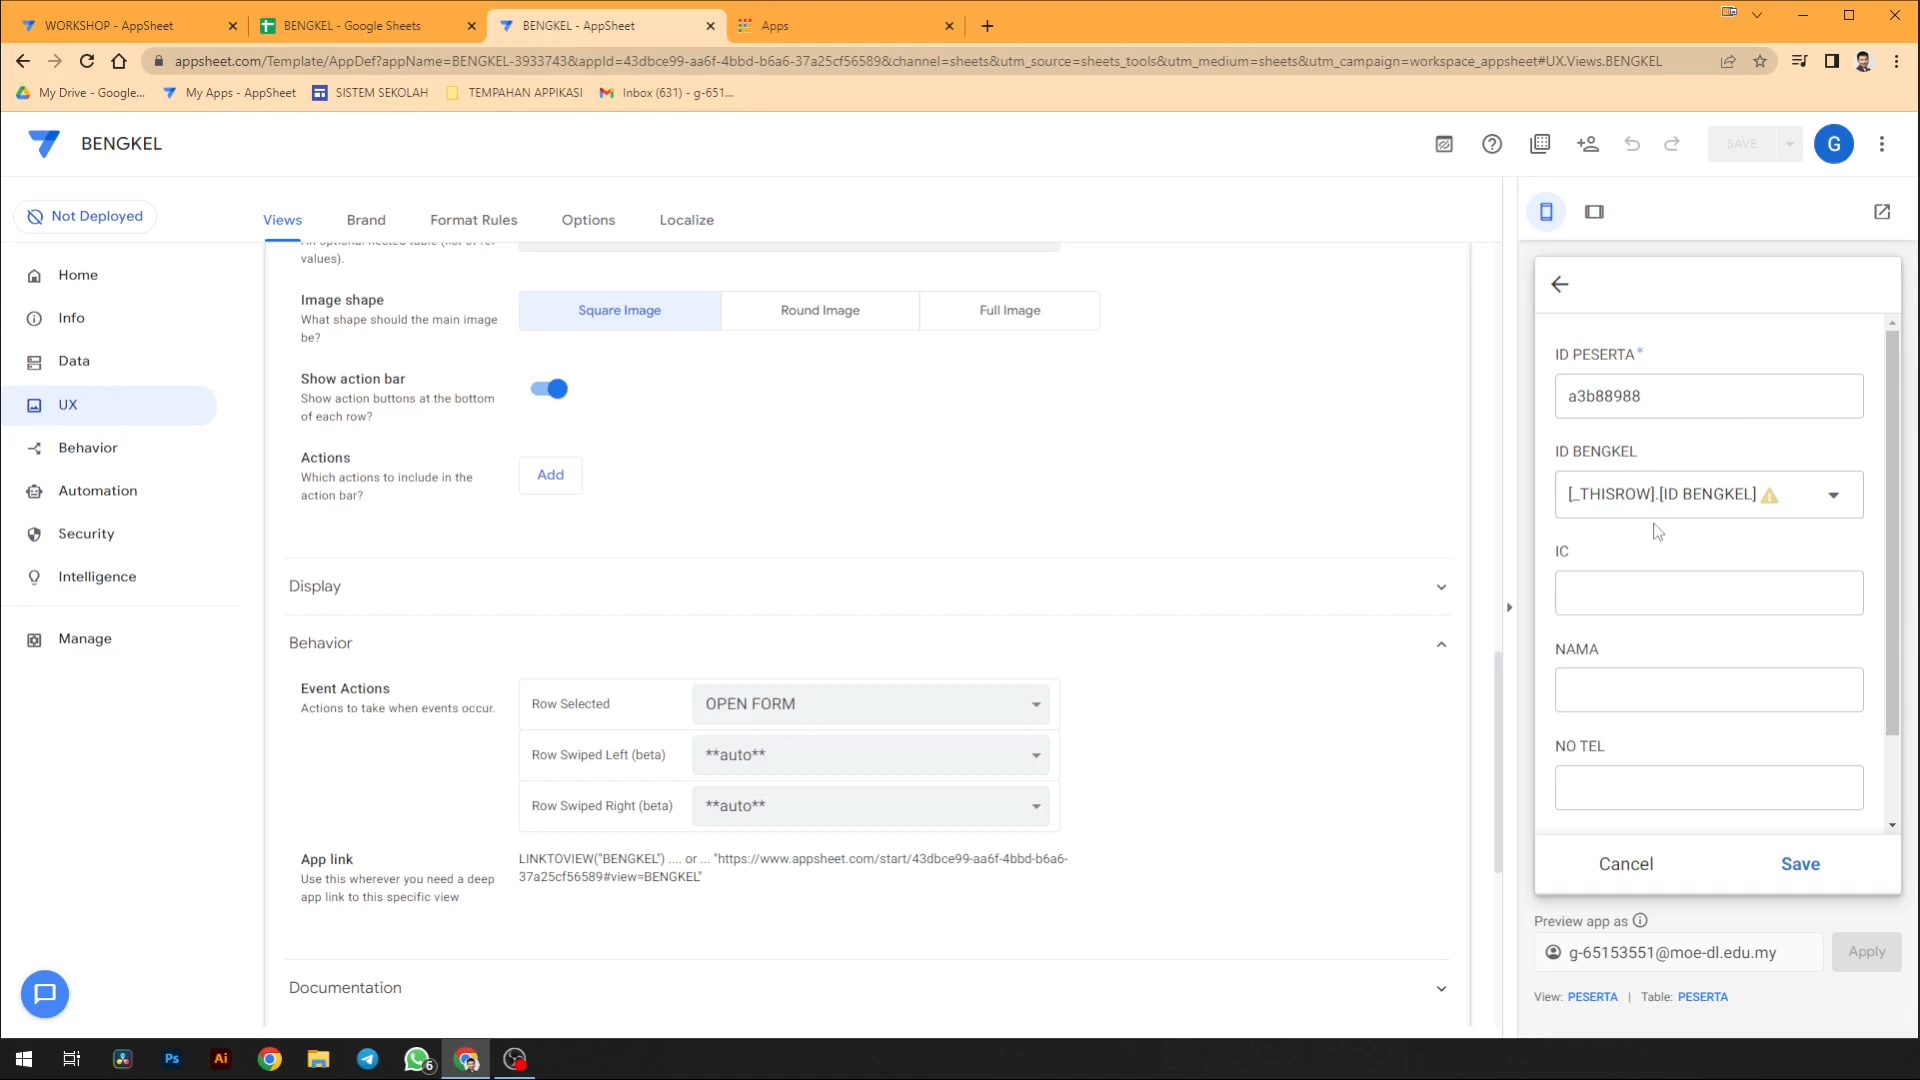 WORKSHOP - AppSheet
BENGKEL - Google Sheets
BENGKEL - AppSheet
Apps
appsheet.com/Template/AppDef?appName=BENGKEL-3933743&appId=43dbce99-aa6f-4bbd-b6a6-37a25cf56589&channel=sheets&utm_source=sheets_tools&utm_medium=sheets&utm_campaign=workspace_appsheet#UX.Views.BENGKEL
My Drive - Google...
My Apps - AppSheet
SISTEM SEKOLAH
TEMPAHAN APPIKASI
Inbox (631) - g-651...
BENGKEL
SAVE
G
Not Deployed
Home
Info
Data
UX
Behavior
Automation
Security
Intelligence
Manage
Views
Brand
Format Rules
Options
Localize
An optional nested table (list of ref
values).
Image shape
What shape should the main image
be?
Square Image
Round Image
Full Image
Show action bar
Show action buttons at the bottom
of each row?
Actions
Which actions to include in the
action bar?
Add
Display
Behavior
Event Actions
Actions to take when events occur.
Row Selected
OPEN FORM
Row Swiped Left (beta)
**auto**
Row Swiped Right (beta)
**auto**
App link
Use this wherever you need a deep
app link to this specific view
LINKTOVIEW("BENGKEL") .... or ... "https://www.appsheet.com/start/43dbce99-aa6f-4bbd-b6a6-
37a25cf56589#view=BENGKEL"
Documentation
ID PESERTA*
a3b88988
ID BENGKEL
[_THISROW].[ID BENGKEL]
IC
NAMA
NO TEL
Cancel
Save
Preview app as
g-65153551@moe-dl.edu.my
Apply
View: PESERTA | Table: PESERTA
Ps
Ai
6